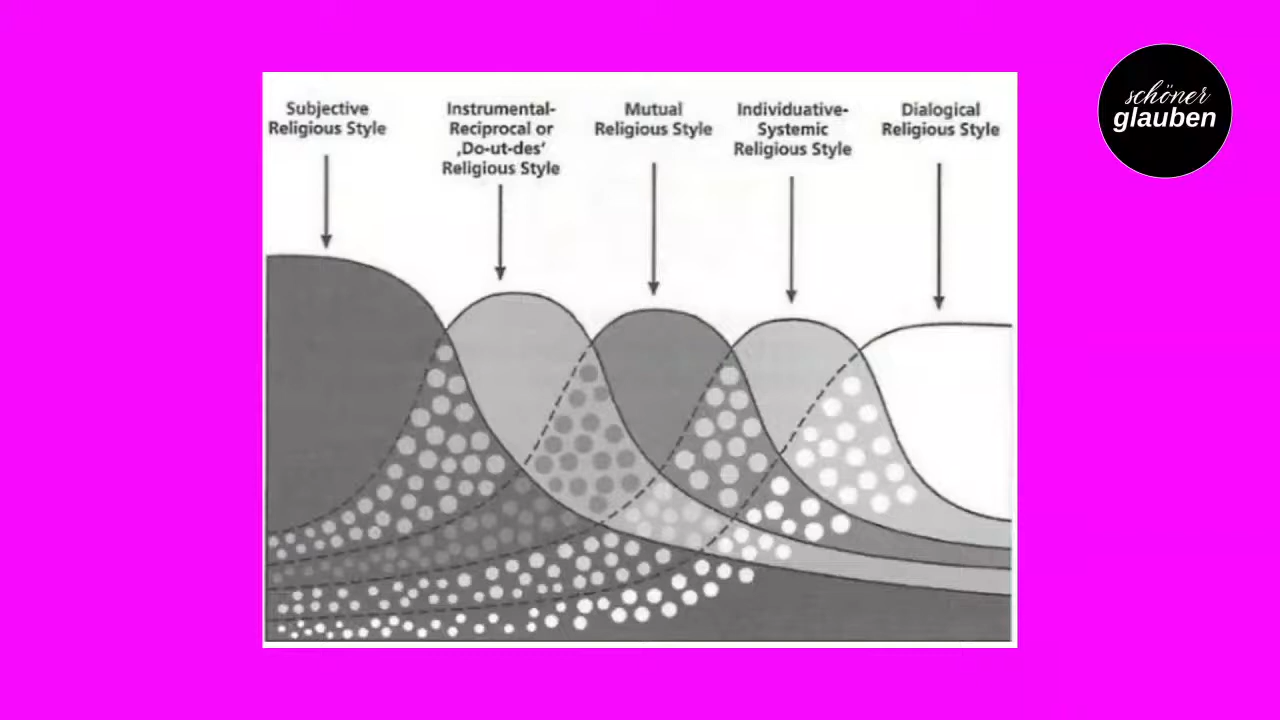 Subjective
Religious Style
Instrumental-
Reciprocal or
‚Do-ut-des‘
Religious Style
Mutual
Religious Style
Individuative-
Systemic
Religious Style
Dialogical
Religious Style
schöner
glauben